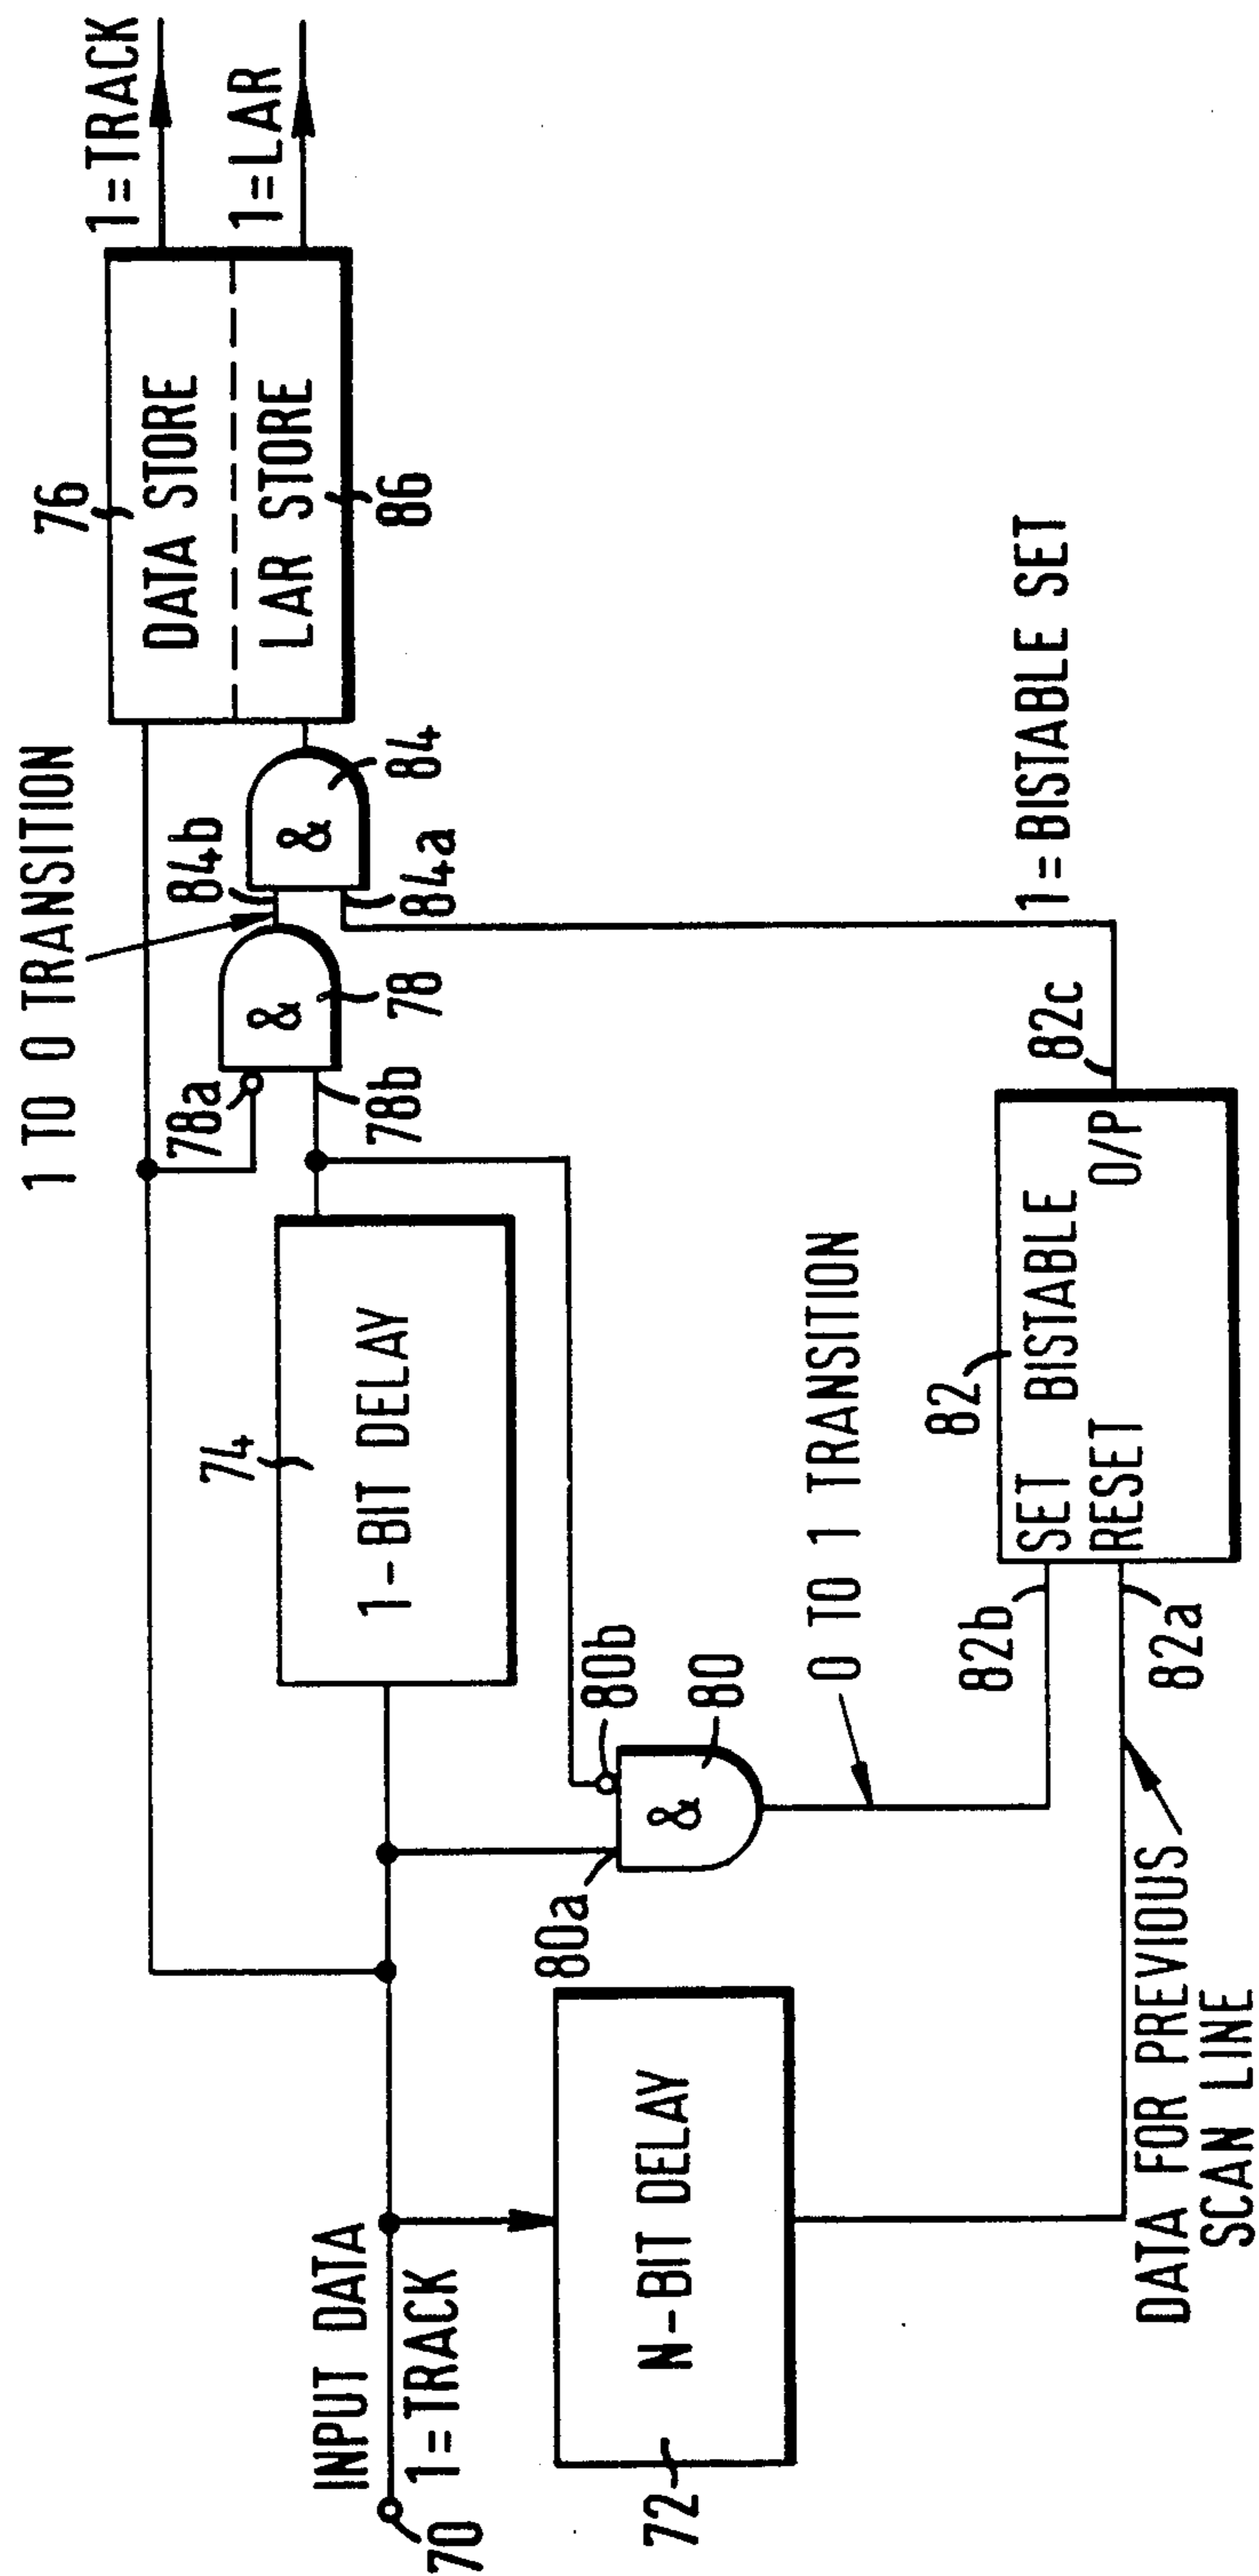 1 TO 0 TRANSITION
76
DATA STORE
LAR STORE
86
1=TRACK
1=LAR
84b
84
&
84a
78a
&
78
78b
74
1-BIT DELAY
INPUT DATA
1=TRACK
70
72
N-BIT DELAY
80a
80b
&
80
0 TO 1 TRANSITION
DATA FOR PREVIOUS
SCAN LINE
82b
82a
82
SET BISTABLE
RESET O/P
82c
1=BISTABLE SET